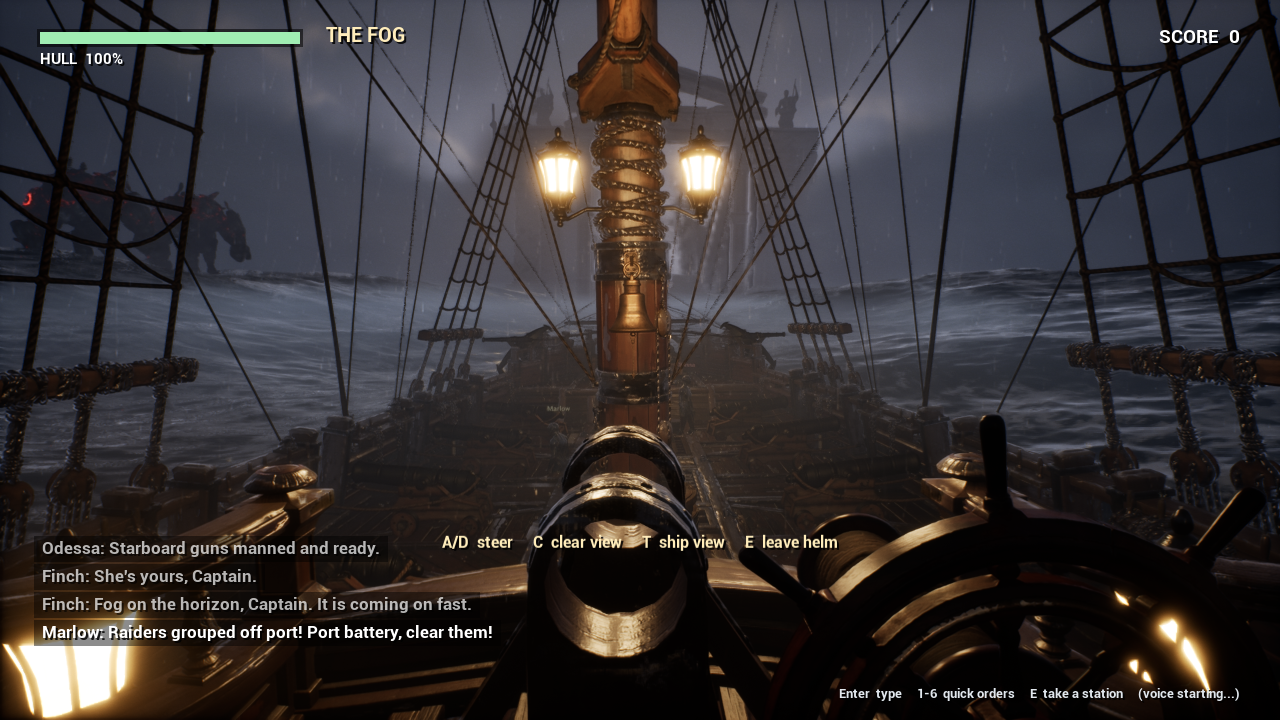 THE FOG
SCORE 0
HULL 100%
Marlow
A/D steer C clear view T ship view E leave helm
Odessa: Starboard guns manned and ready.
Finch: She's yours, Captain.
Finch: Fog on the horizon, Captain. It is coming on fast.
Marlow: Raiders grouped off port! Port battery, clear them!
Enter type 1-6 quick orders E take a station (voice starting...)